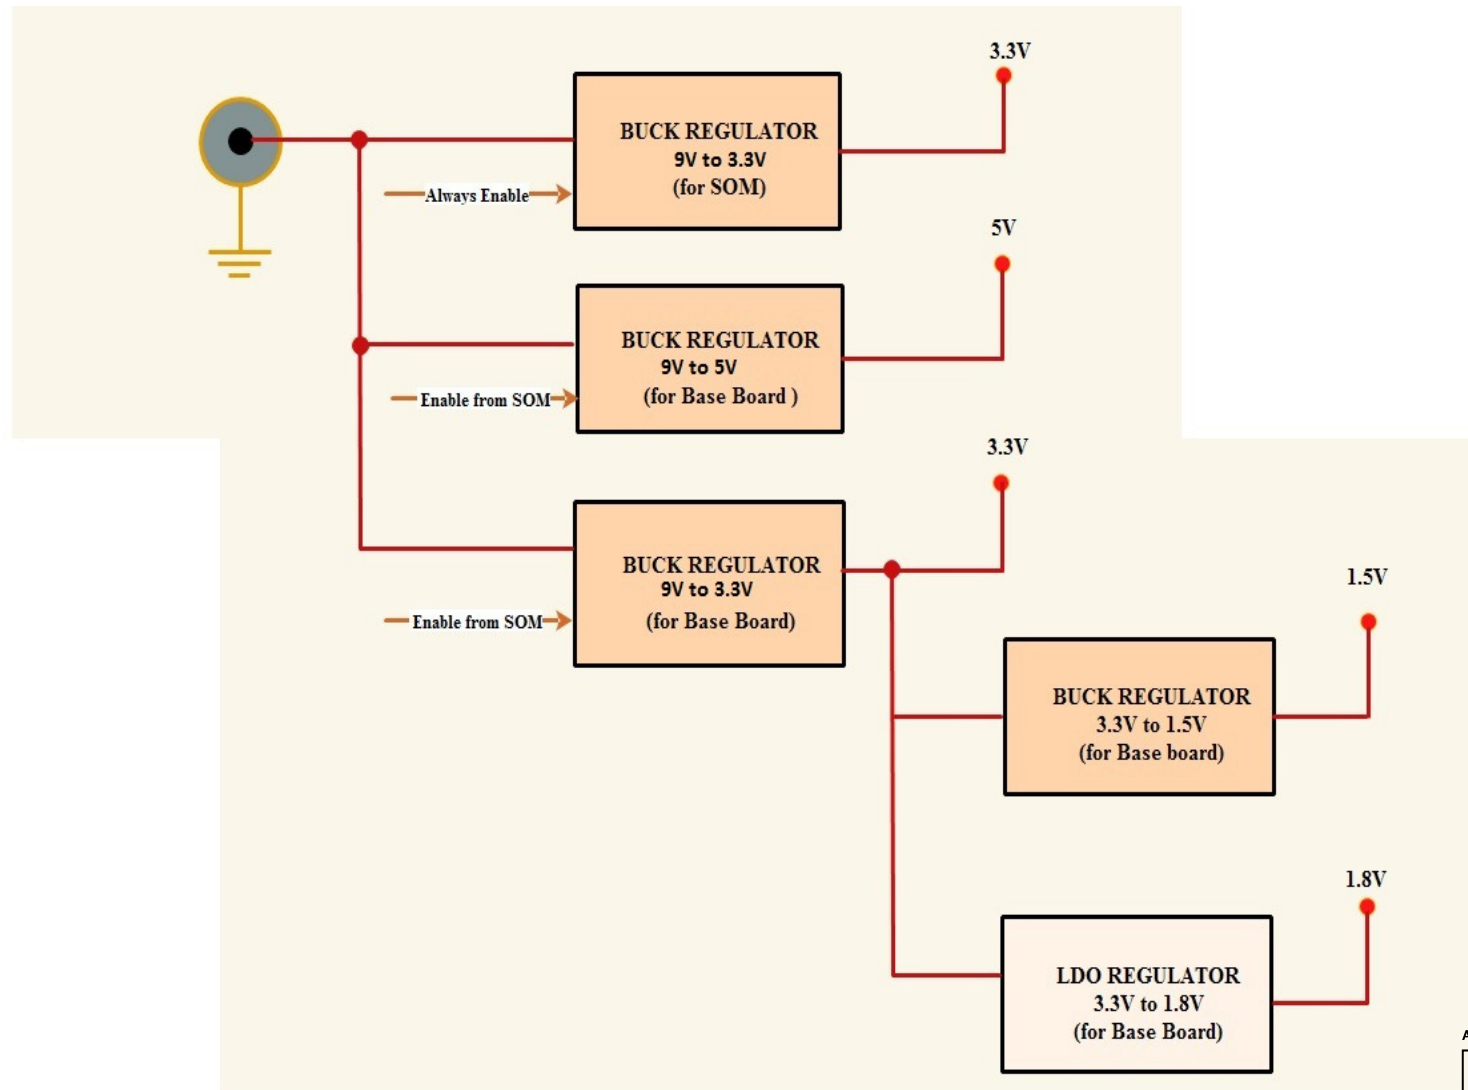 3.3V
BUCK REGULATOR
9V to 3.3V
(for SOM)
Always Enable
5V
BUCK REGULATOR
9V to 5V
(for Base Board )
Enable from SOM
3.3V
BUCK REGULATOR
9V to 3.3V
(for Base Board)
Enable from SOM
1.5V
BUCK REGULATOR
3.3V to 1.5V
(for Base board)
1.8V
LDO REGULATOR
3.3V to 1.8V
(for Base Board)